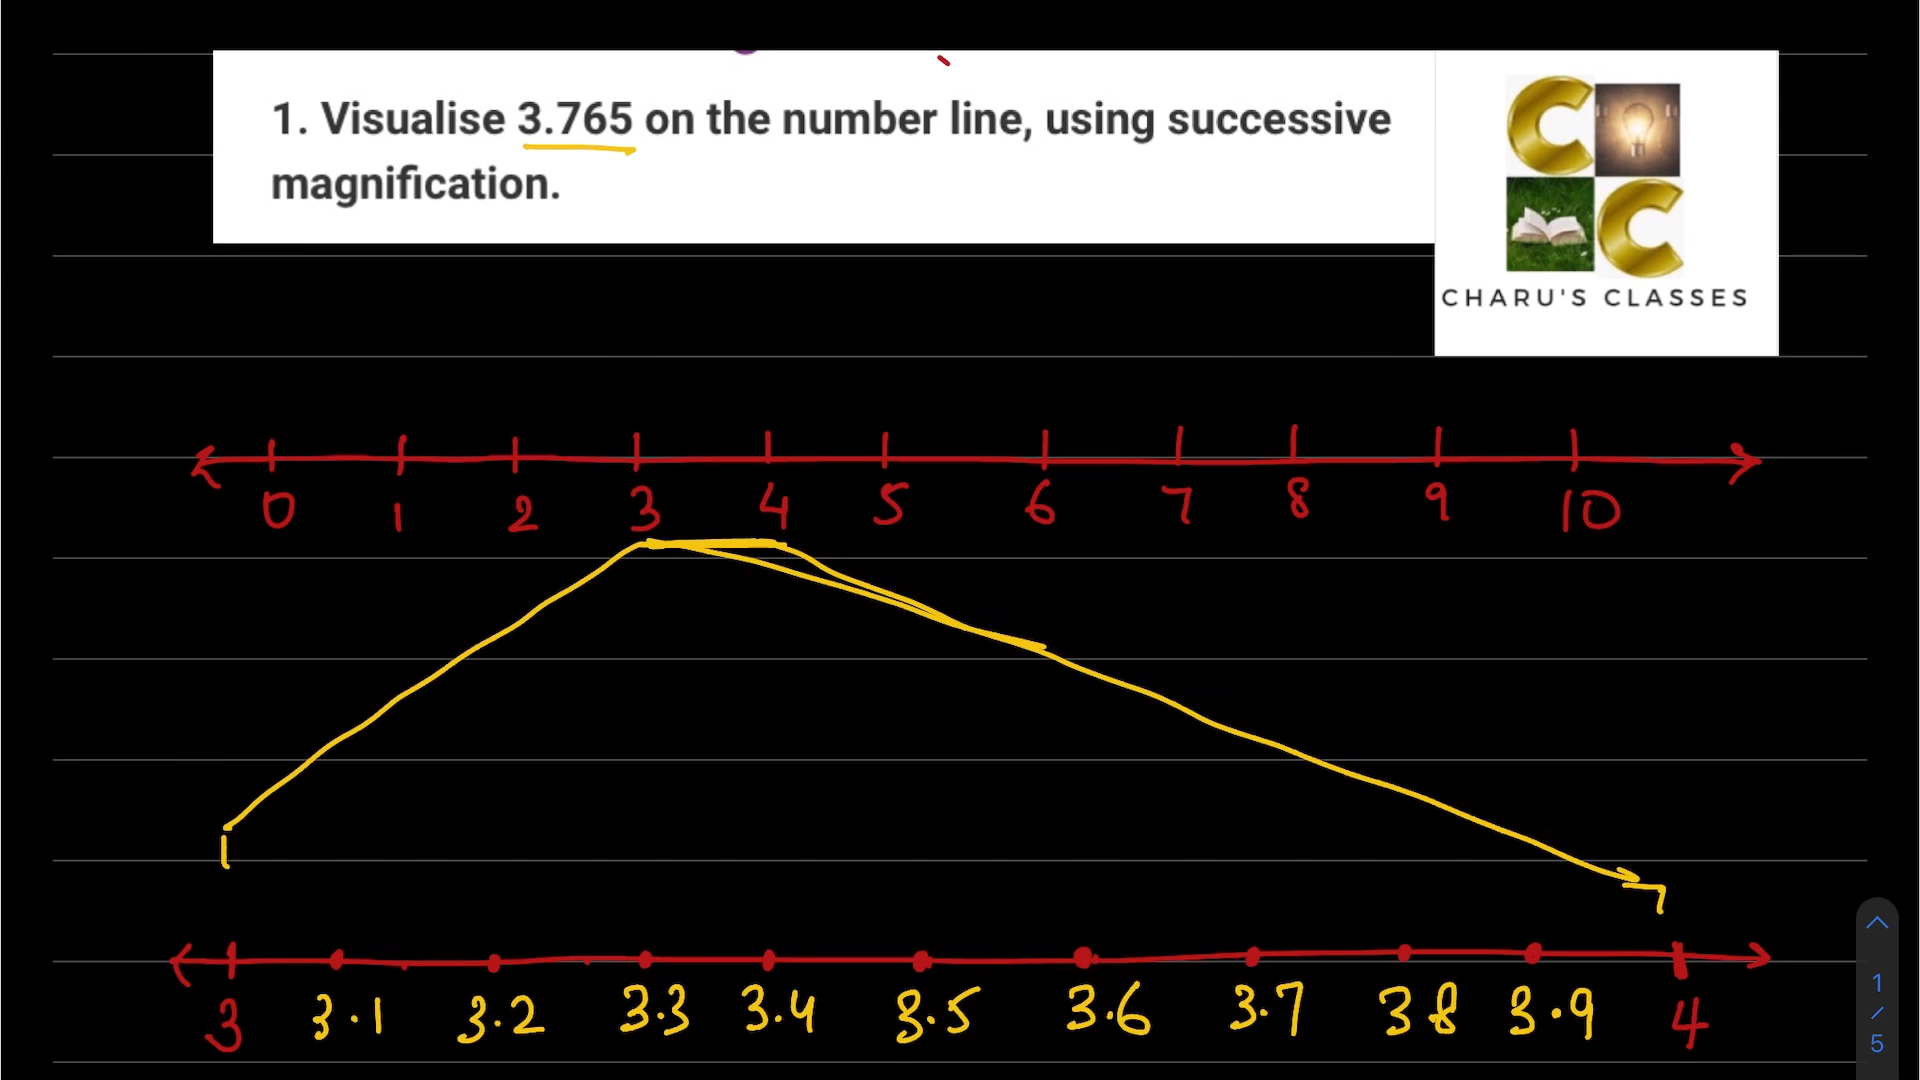 1. Visualise 3.765 on the number line, using successive
magnification.
CHARU'S CLASSES
0 1 2 3 4 5 6 7 8 9 10
3 3.1 3.2 3.3 3.4 3.5 3.6 3.7 3 8 3.9 4
1
/
5